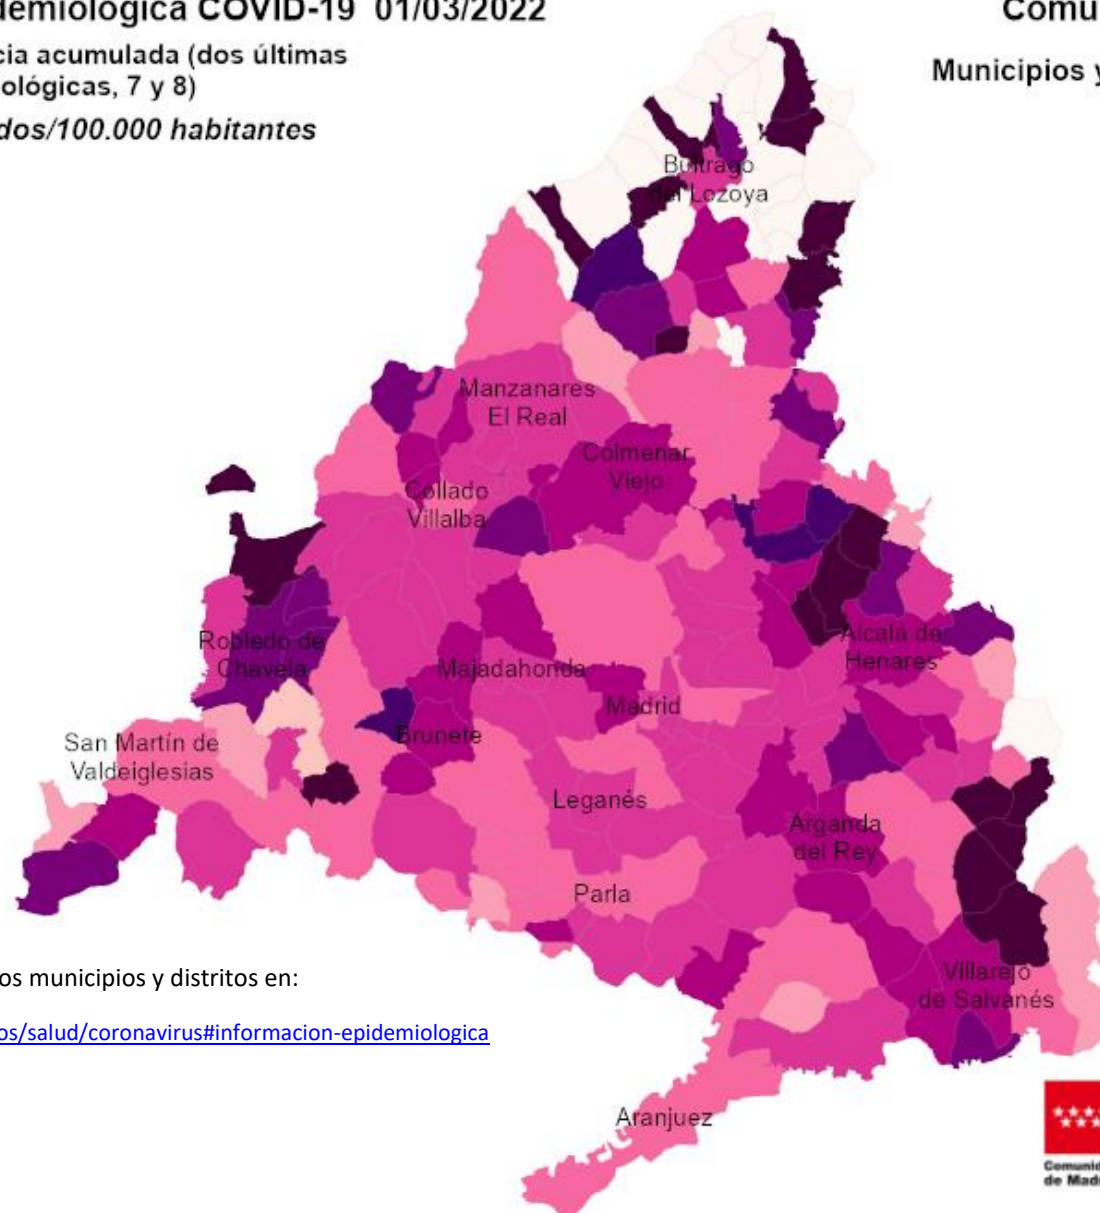 demiológica COVID-19 01/03/2022
Comu
cia acumulada (dos últimas
ológicas, 7 y 8)
Municipios y
dos/100.000 habitantes
Buitrago
del Lozoya
Manzanares
El Real
Colmenar
Viejo
Collado
Villalba
Robledo de
Chavela
Alcalá de
Henares
Majadahonda
Madrid
Brunete
San Martín de
Valdeiglesias
Leganés
Arganda
del Rey
Parla
Villarejo
de Salvanés
os municipios y distritos en:
os/salud/coronavirus#informacion-epidemiologica
Aranjuez
Comunid
de Madr